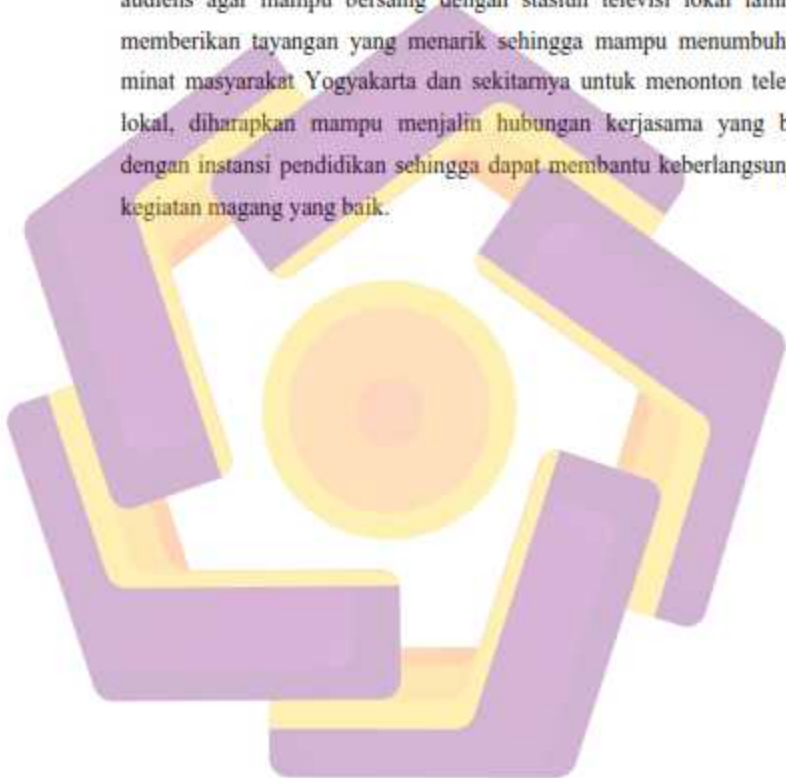 audiens agar mampu bersaing dengan stasiun televisi lokal
memberikan tayangan yang menarik sehingga mampu menumbuh
minat masyarakat Yogyakarta dan sekitarnya untuk menonton tele
lokal, diharapkan mampu menjalin hubungan kerjasama yang b
dengan instansi pendidikan sehingga dapat membantu keberlangsun
kegiatan magang yang baik.